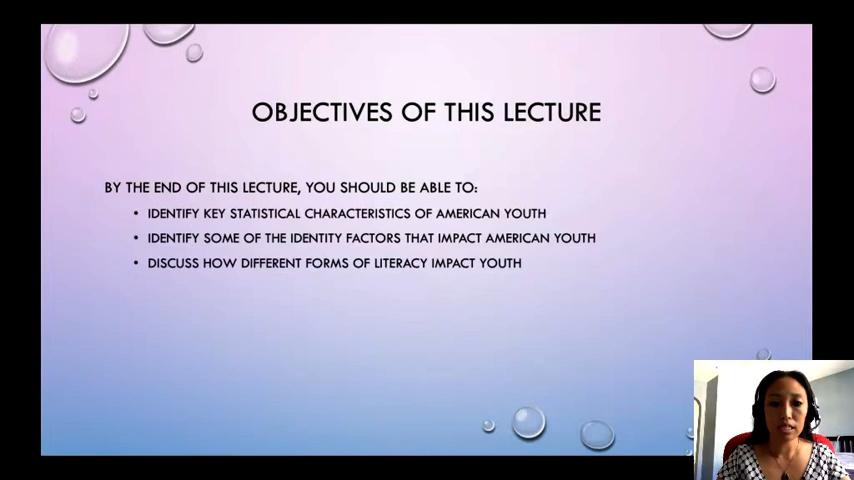 OBJECTIVES OF THIS LECTURE
BY THE END OF THIS LECTURE, YOU SHOULD BE ABLE TO:
• IDENTIFY KEY STATISTICAL CHARACTERISTICS OF AMERICAN YOUTH
• IDENTIFY SOME OF THE IDENTITY FACTORS THAT IMPACT AMERICAN YOUTH
• DISCUSS HOW DIFFERENT FORMS OF LITERACY IMPACT YOUTH